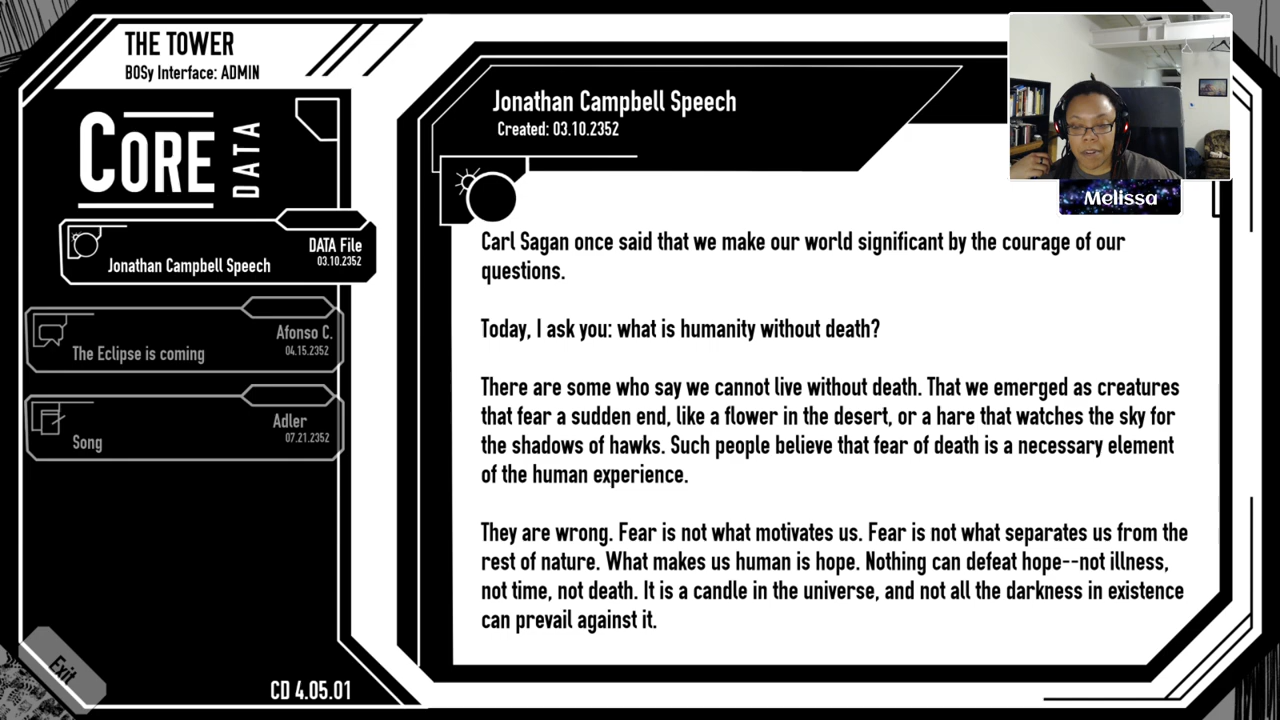 THE TOWER
BOSy Interface: ADMIN
CORE DATA
DATA File
03.10.2352
Jonathan Campbell Speech
Afonso C.
04.15.2352
The Eclipse is coming
Adler
07.21.2352
Song
Exit
CD 4.05.01
Jonathan Campbell Speech
Created: 03.10.2352
Melissa
Carl Sagan once said that we make our world significant by the courage of our
questions.
Today, I ask you: what is humanity without death?
There are some who say we cannot live without death. That we emerged as creatures
that fear a sudden end, like a flower in the desert, or a hare that watches the sky for
the shadows of hawks. Such people believe that fear of death is a necessary element
of the human experience.
They are wrong. Fear is not what motivates us. Fear is not what separates us from the
rest of nature. What makes us human is hope. Nothing can defeat hope--not illness,
not time, not death. It is a candle in the universe, and not all the darkness in existence
can prevail against it.